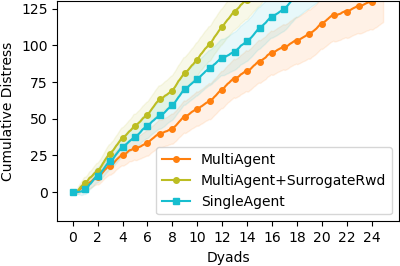 125
100
75
50
25
0
Cumulative Distress
MultiAgent
MultiAgent+SurrogateRwd
SingleAgent
0 2 4 6 8 10 12 14 16 18 20 22 24
Dyads